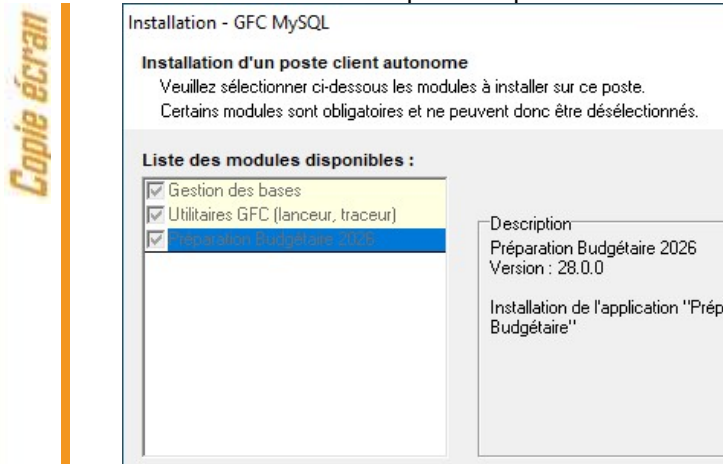 Copie écran
Installation - GFC MySQL
Installation d'un poste client autonome
Veuillez sélectionner ci-dessous les modules à installer sur ce poste.
Certains modules sont obligatoires et ne peuvent donc être désélectionnés.
Liste des modules disponibles :
Gestion des bases
Utilitaires GFC (lanceur, traceur)
Préparation Budgétaire 2026
Description
Préparation Budgétaire 2026
Version : 28.0.0
Installation de l'application "Prép
Budgétaire"